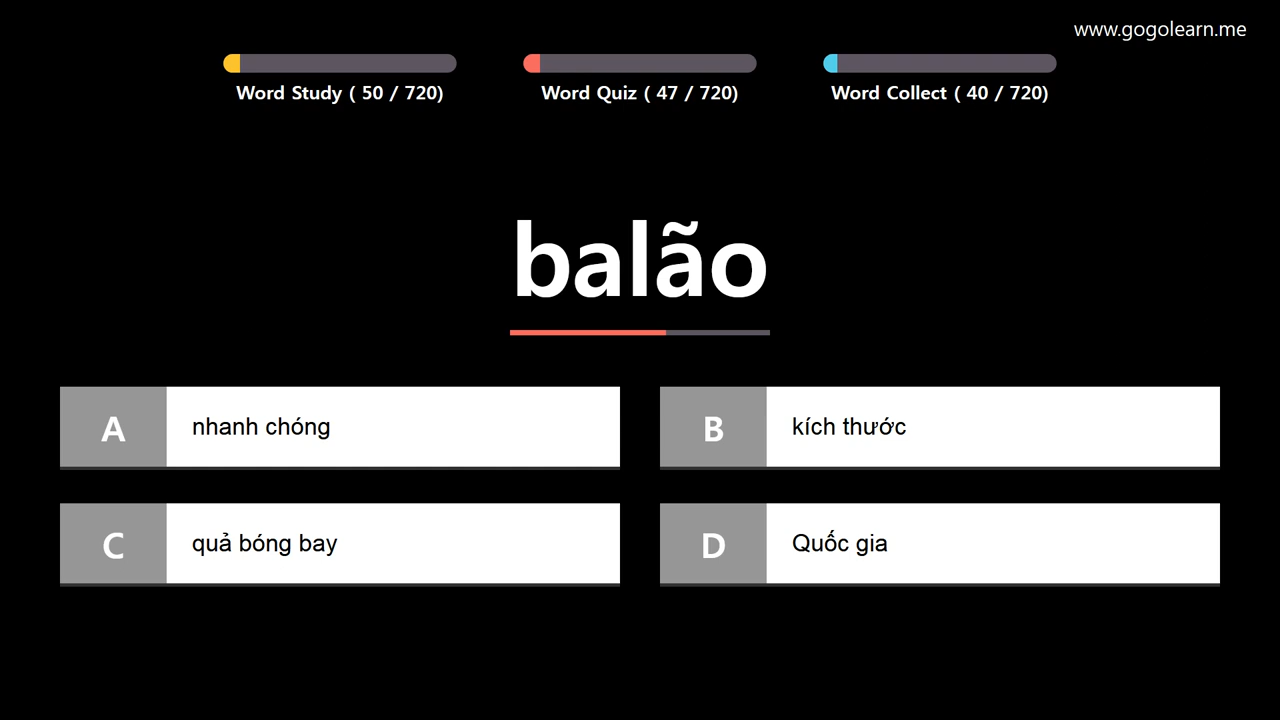 www.gogolearn.me
Word Study ( 50 / 720)
Word Quiz ( 47 / 720)
Word Collect ( 40 / 720)
balão
A
nhanh chóng
B
kích thước
C
quả bóng bay
D
Quốc gia